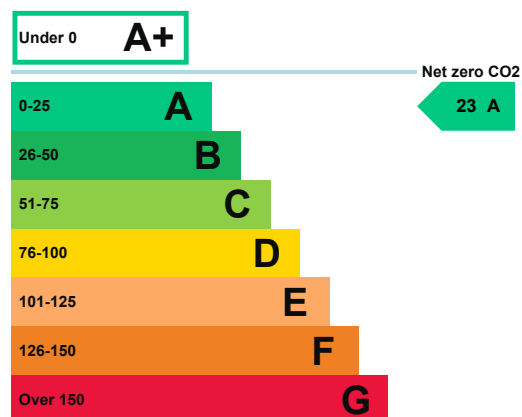 Under 0 A+
Net zero CO2
0-25 A
23 A
26-50 B
51-75 C
76-100 D
101-125 E
126-150 F
Over 150 G